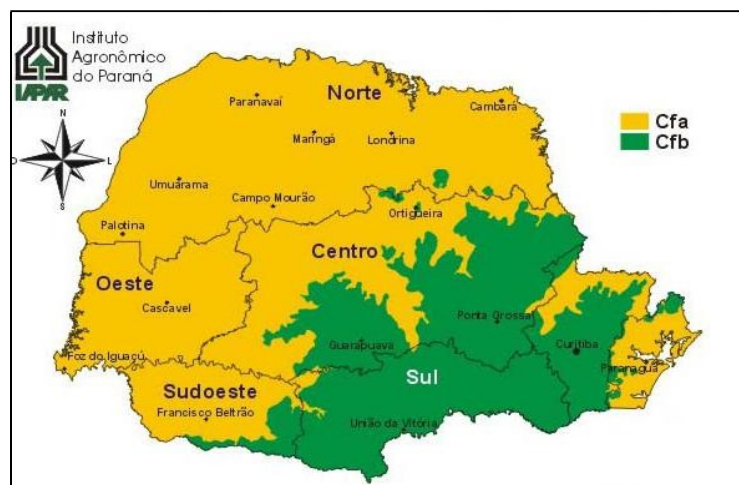 Instituto
Agronômico
do Paraná
IAPAR
N
O
L
S
Cfa
Cfb
Norte
Paranavaí
Cambará
Maringá
Londrina
Umuarama
Campo Mourão
Ortigueira
Palotina
Centro
Oeste
Cascavel
Ponta Grossa
Guarapuava
Curitiba
Foz do Iguaçú
Sul
Paranaguá
Sudoeste
Francisco Beltrão
União da Vitória